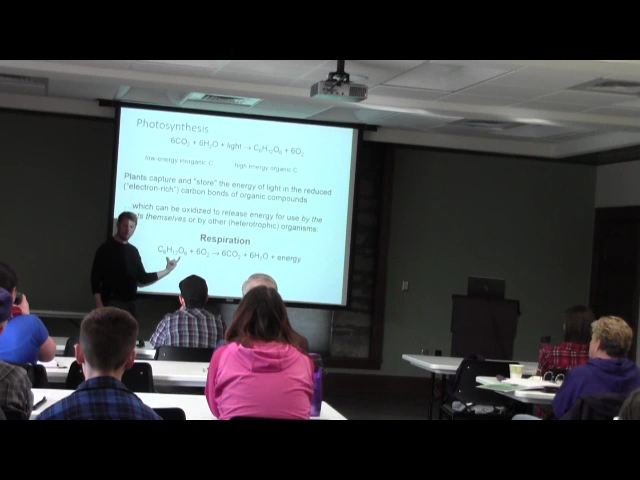 Photosynthesis
6CO₂ + 6H₂O + light → C₆H₁₂O₆ + 6O₂
low energy inorganic C high energy organic C
Plants capture and "store" the energy of light in the reduced
("electron-rich") carbon bonds of organic compounds
...which can be oxidized to release energy for use by the
themselves or by other (heterotrophic) organisms.
Respiration
C₆H₁₂O₆ + 6O₂ → 6CO₂ + 6H₂O + energy